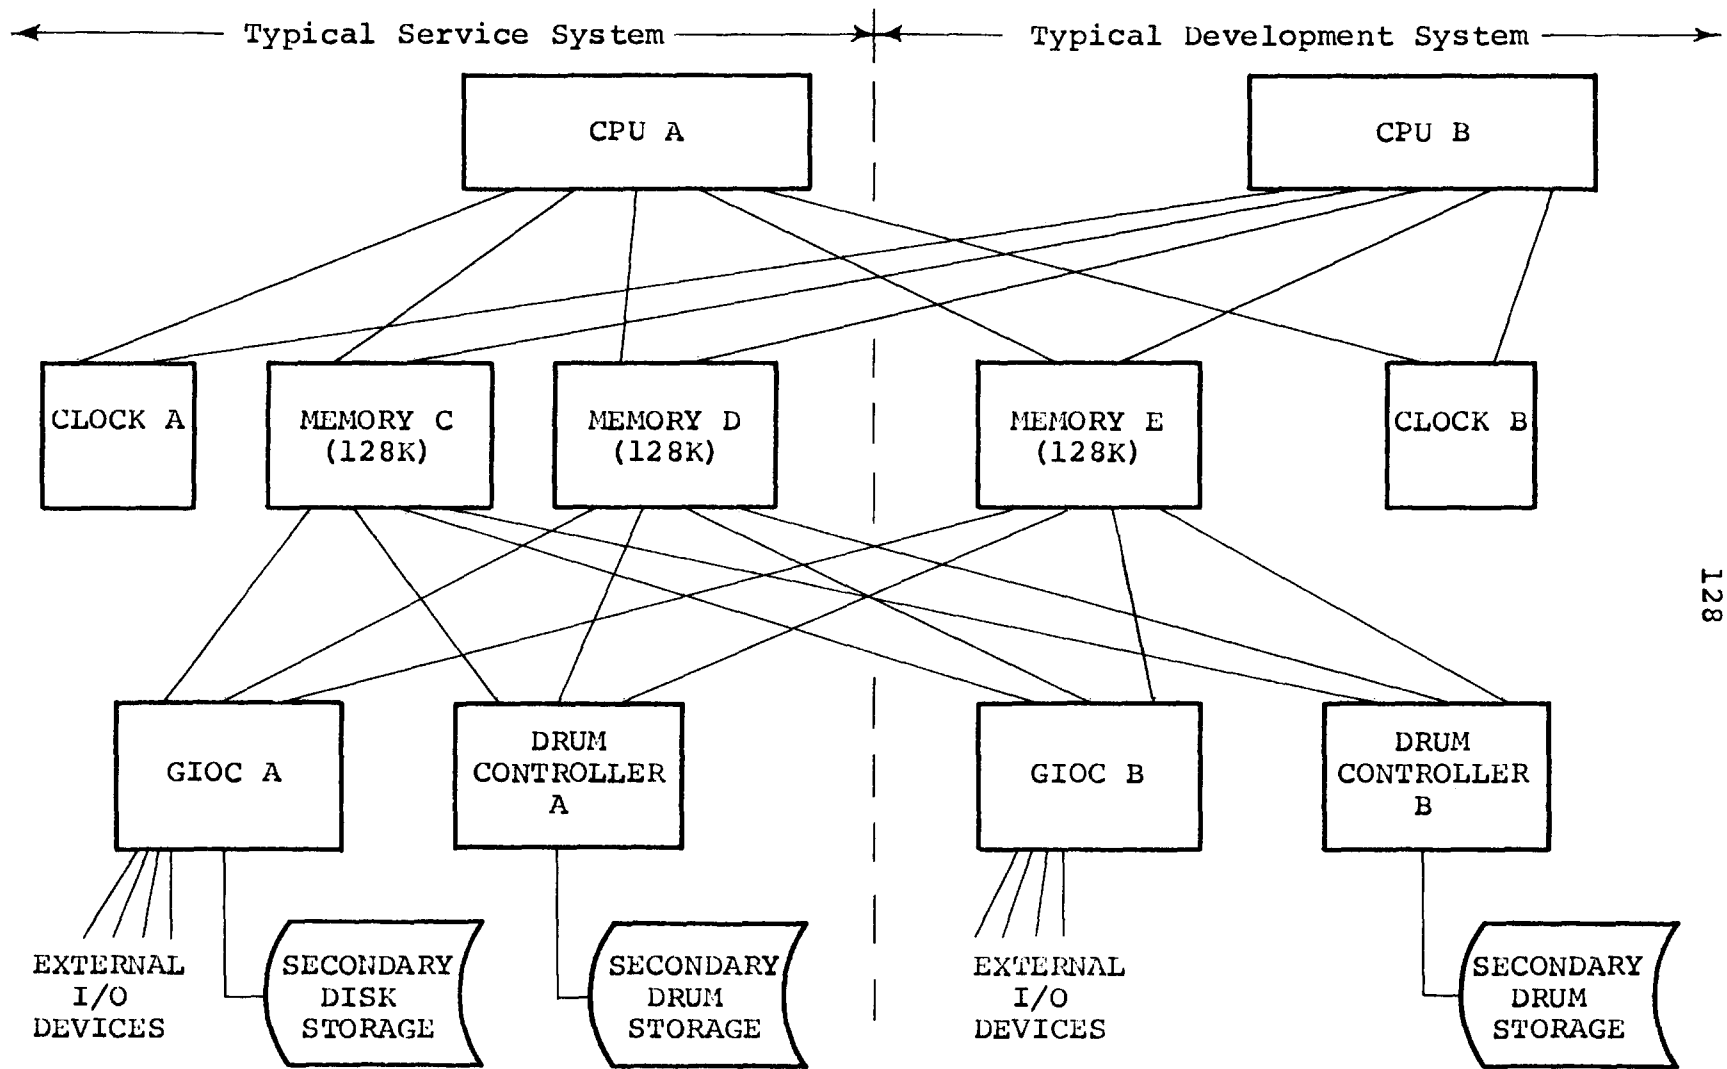 Typical Service System
Typical Development System
CPU A
CPU B
CLOCK A
MEMORY C
(128K)
MEMORY D
(128K)
MEMORY E
(128K)
CLOCK B
128
GIOC A
DRUM
CONTROLLER
A
GIOC B
DRUM
CONTROLLER
B
EXTERNAL
I/O
DEVICES
SECONDARY
DISK
STORAGE
SECONDARY
DRUM
STORAGE
EXTERNAL
I/O
DEVICES
SECONDARY
DRUM
STORAGE